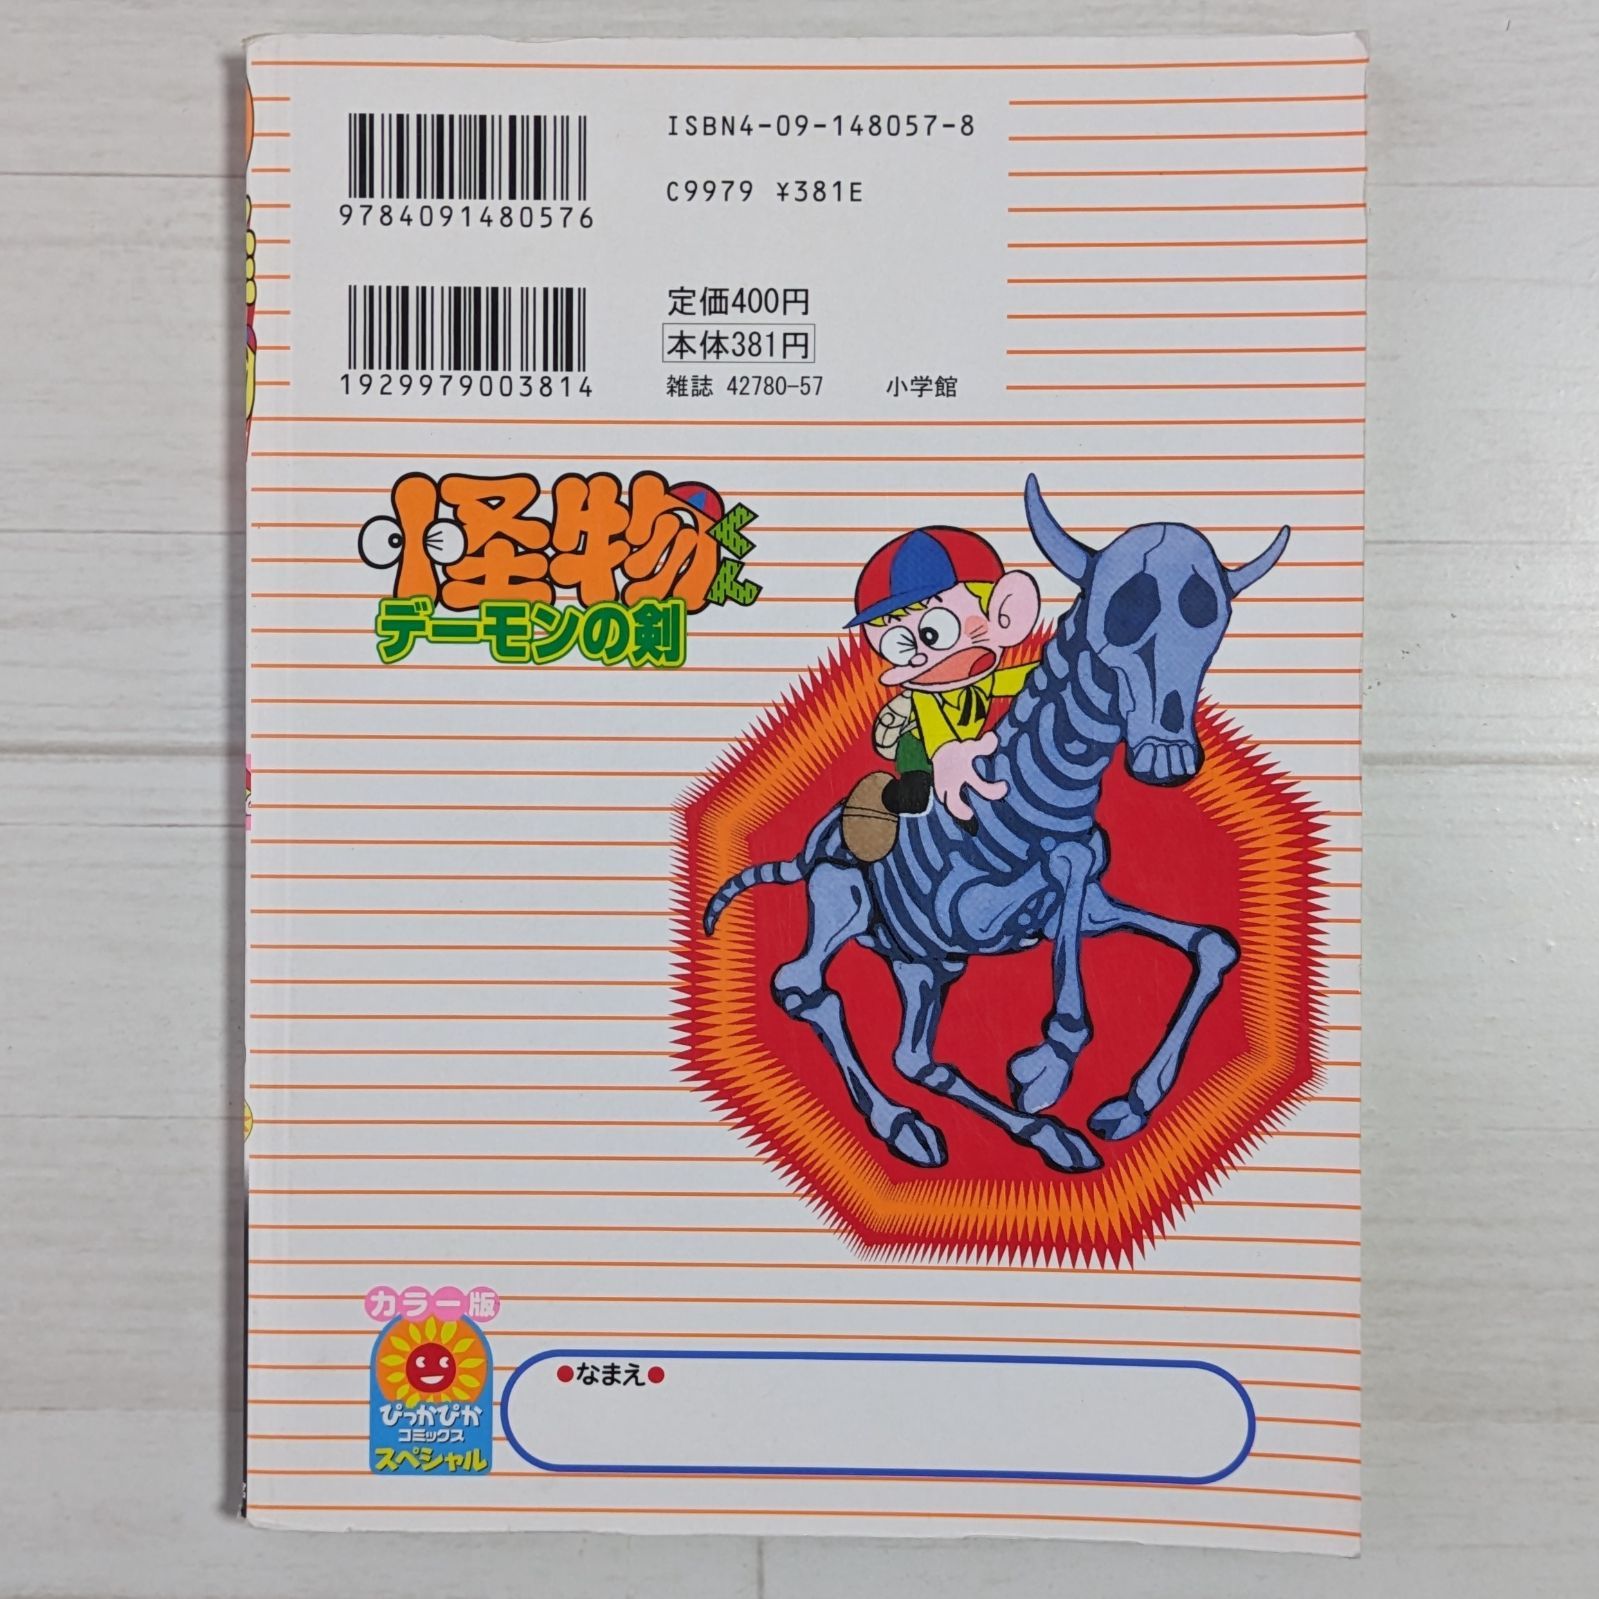 ISBN4-09-148057-8
9784091480576
C9979 ¥381E
定価400円
本体381円
1929979003814
雑誌 42780-57 小学館
怪物くん
デーモンの剣
カラー版
ぴっかぴか
コミックス
スペシャル
●なまえ●